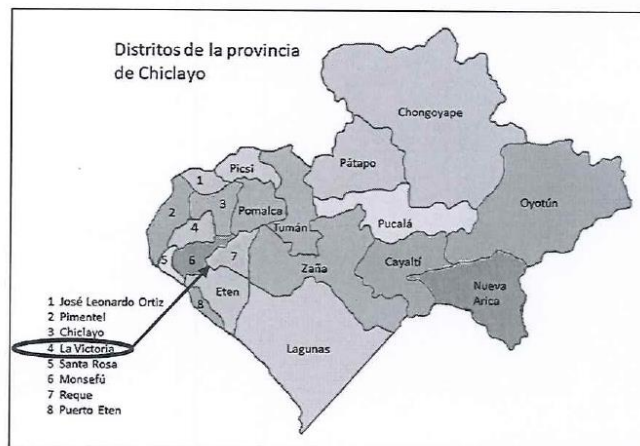 Distritos de la provincia
de Chiclayo
Chongoyape
Pátapo
Picsi
1
2
3
Pomalca
Oyotún
4
Tumán
Pucalá
5
6
7
Zaña
Cayaltí
Eten
Nueva
Arica
8
Lagunas
1 José Leonardo Ortiz
2 Pimentel
3 Chiclayo
4 La Victoria
5 Santa Rosa
6 Monsefú
7 Reque
8 Puerto Eten